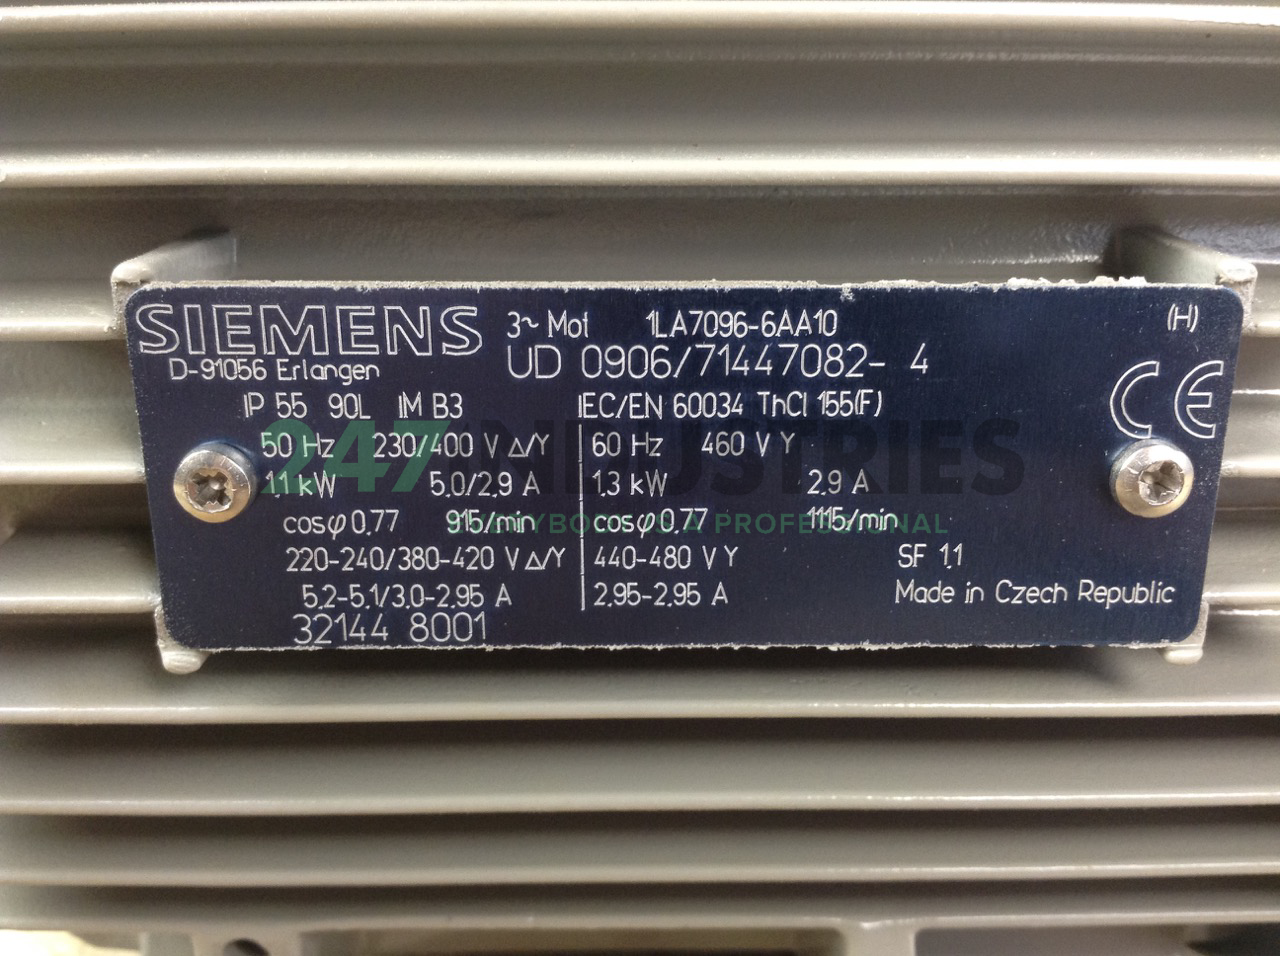 SIEMENS 3~ Mot 1LA7096-6AA10 (H)
D-91056 Erlangen UD 0906/71447082- 4
IP 55 90L IM B3 IEC/EN 60034 ThCl 155(F) CE
50 Hz 230/400 V Δ/Y 60 Hz 460 V Y
1,1 kW 5,0/2,9 A 1,3 kW 2,9 A
cosφ 0,77 915/min cosφ 0,77 1115/min
220-240/380-420 V Δ/Y 440-480 V Y SF 1,1
5,2-5,1/3,0-2,95 A 2,95-2,95 A Made in Czech Republic
32144 8001
247 INDUSTRIES
EVERYBODY IS A PROFESSIONAL